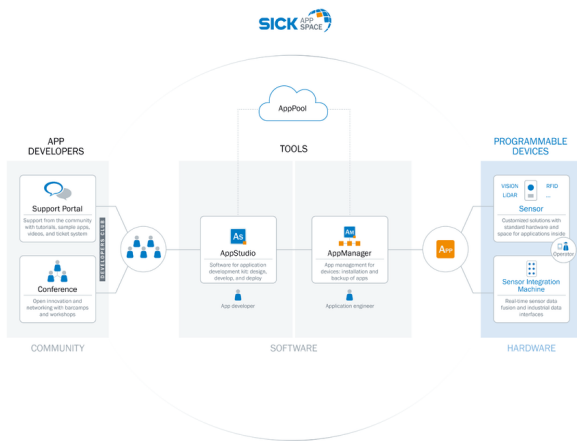 SICK APP
SPACE
AppPool
APP
DEVELOPERS
TOOLS
PROGRAMMABLE
DEVICES
Support Portal
Support from the community
with tutorials, sample apps,
videos, and ticket system
Conference
Open innovation and
networking with barcamps
and workshops
DEVELOPERS CLUB
As
AppStudio
Software for application
development kit: design,
develop, and deploy
App developer
AM
AppManager
App management for
devices: installation and
backup of apps
Application engineer
APP
VISION
RFID
LiDAR
...
Sensor
Customized solutions with
standard hardware and
space for applications inside
Operator
Sensor Integration
Machine
Real-time sensor data
fusion and industrial data
interfaces
COMMUNITY
SOFTWARE
HARDWARE